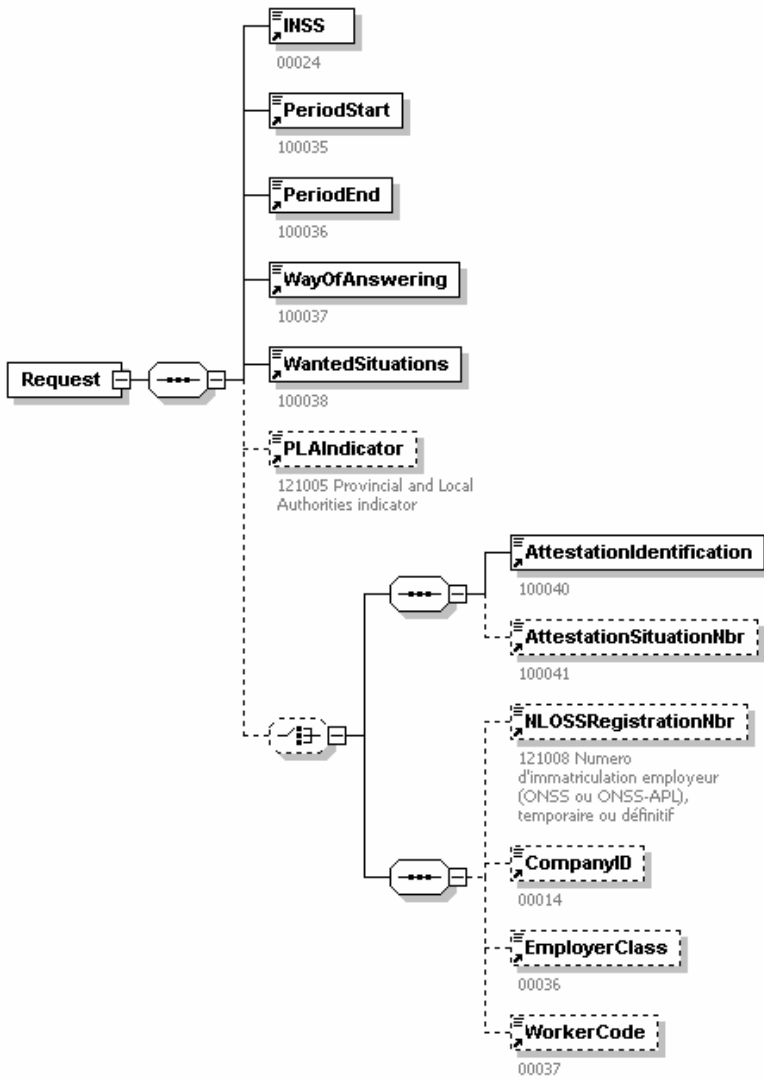 INSS
00024
PeriodStart
100035
PeriodEnd
100036
WayOfAnswering
100037
Request
WantedSituations
100038
PLAIndicator
121005 Provincial and Local
Authorities indicator
AttestationIdentification
100040
AttestationSituationNbr
100041
NLOSSRegistrationNbr
121008 Numero
d'immatriculation employeur
(ONSS ou ONSS-APL),
temporaire ou définitif
CompanyID
00014
EmployerClass
00036
WorkerCode
00037